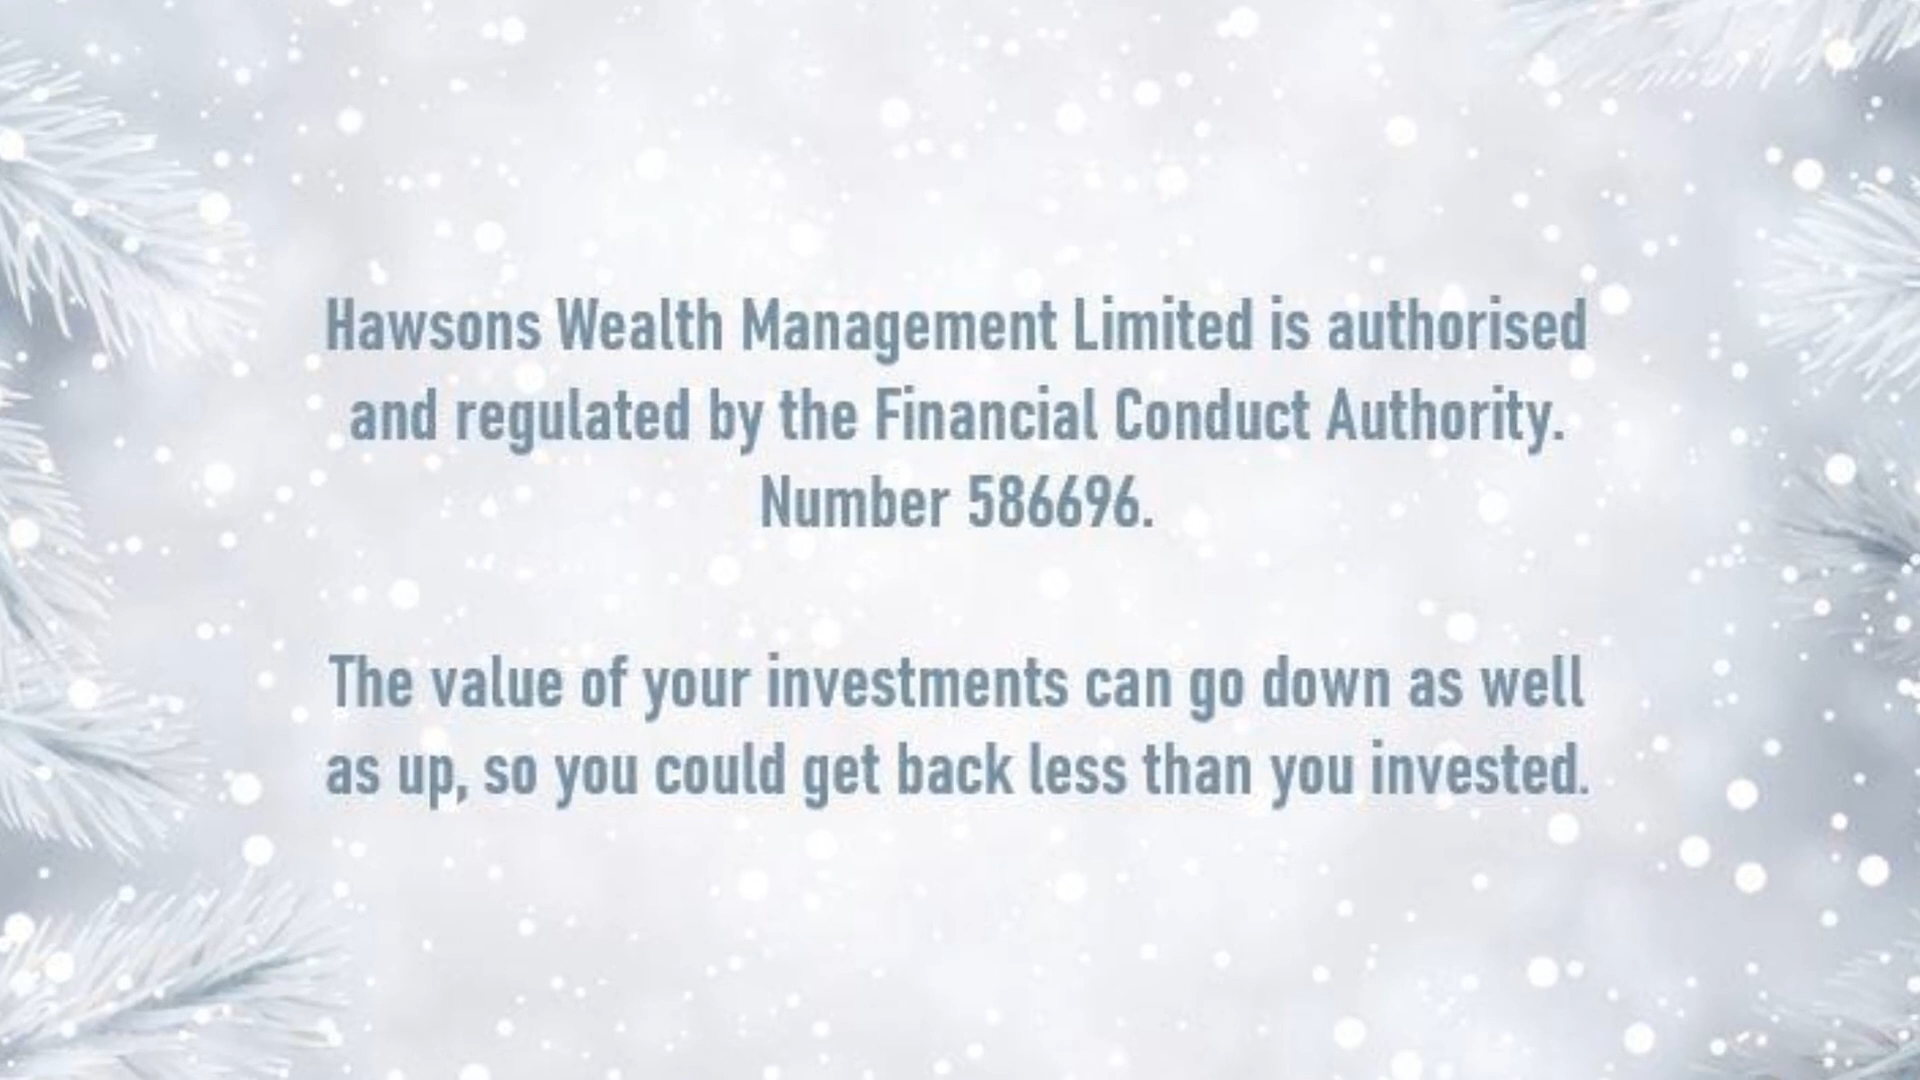 Hawsons Wealth Management Limited is authorised
and regulated by the Financial Conduct Authority.
Number 586696.
The value of your investments can go down as well
as up, so you could get back less than you invested.